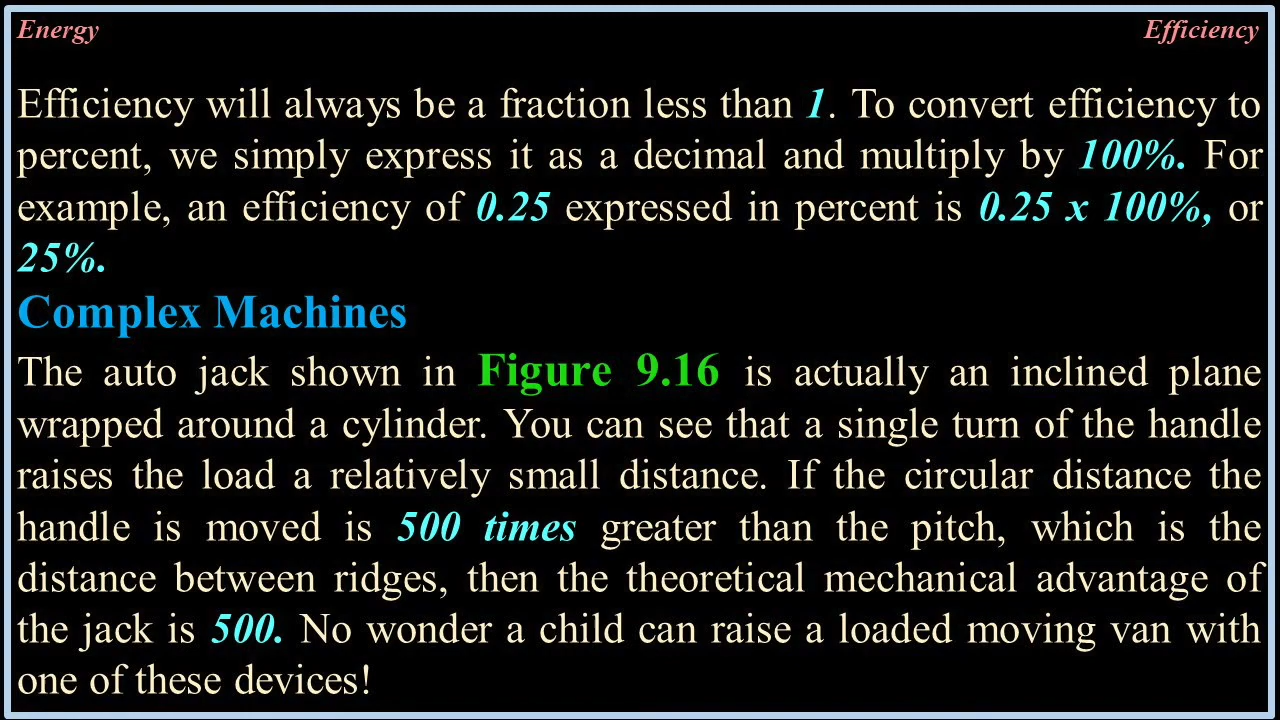 Energy
Efficiency
Efficiency will always be a fraction less than 1. To convert efficiency to
percent, we simply express it as a decimal and multiply by 100%. For
example, an efficiency of 0.25 expressed in percent is 0.25 x 100%, or
25%.
Complex Machines
The auto jack shown in Figure 9.16 is actually an inclined plane
wrapped around a cylinder. You can see that a single turn of the handle
raises the load a relatively small distance. If the circular distance the
handle is moved is 500 times greater than the pitch, which is the
distance between ridges, then the theoretical mechanical advantage of
the jack is 500. No wonder a child can raise a loaded moving van with
one of these devices!